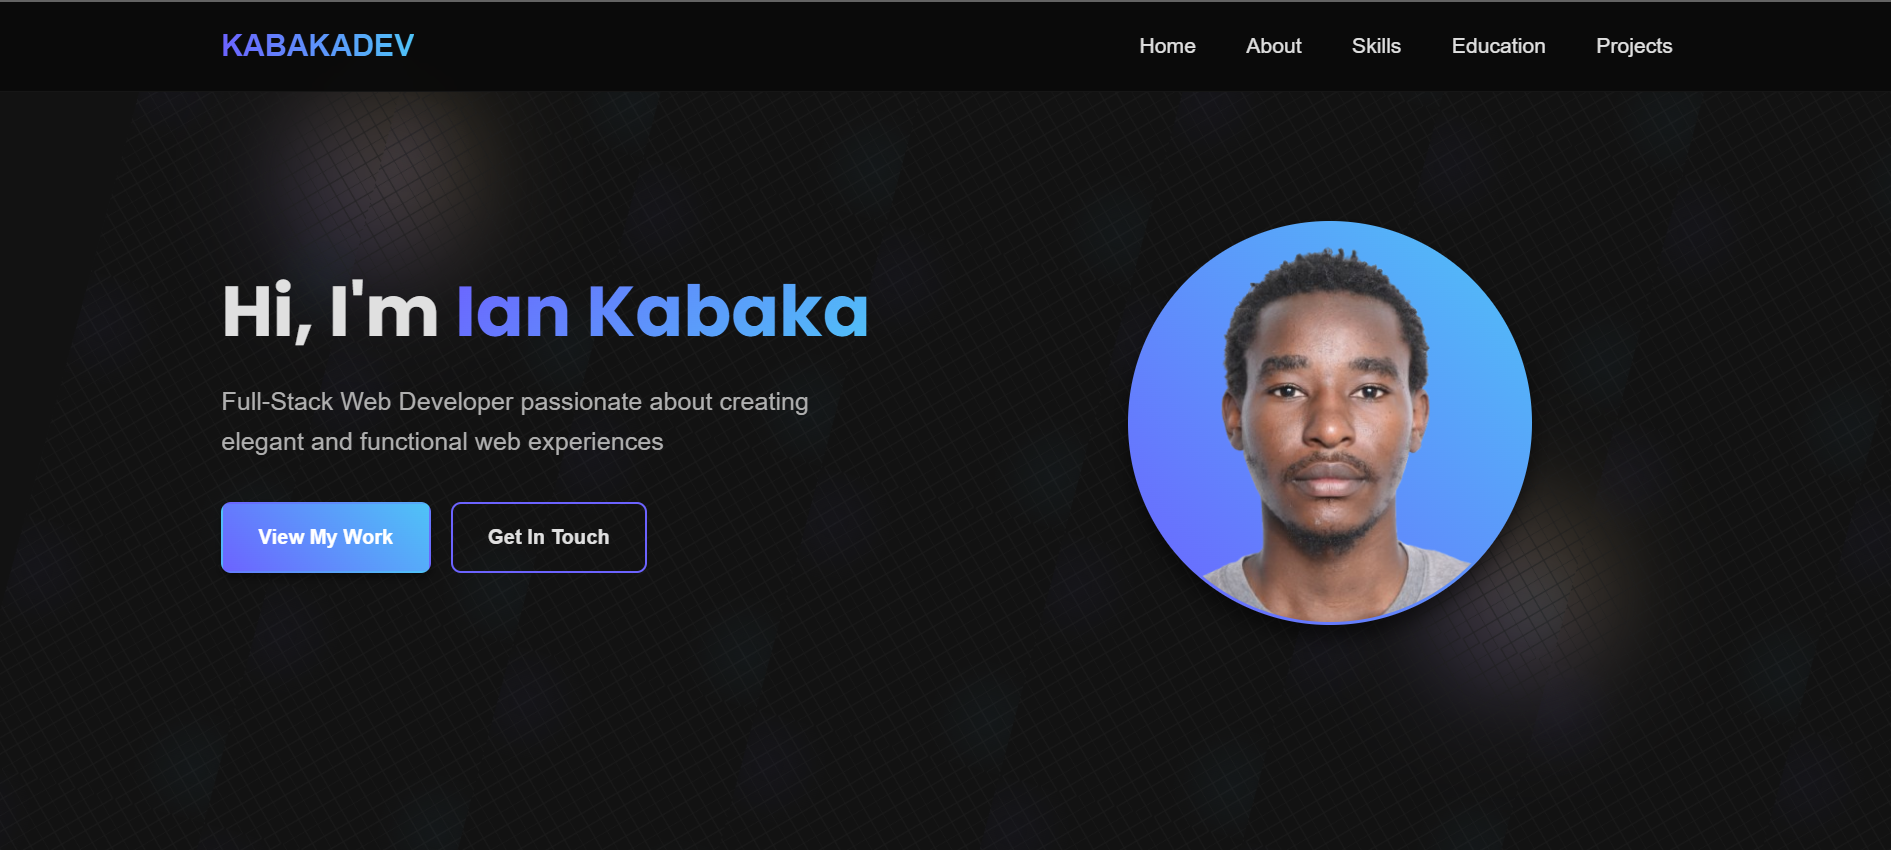 KABAKADEV
Home About Skills Education Projects
Hi, I'm Ian Kabaka
Full-Stack Web Developer passionate about creating
elegant and functional web experiences
View My Work
Get In Touch